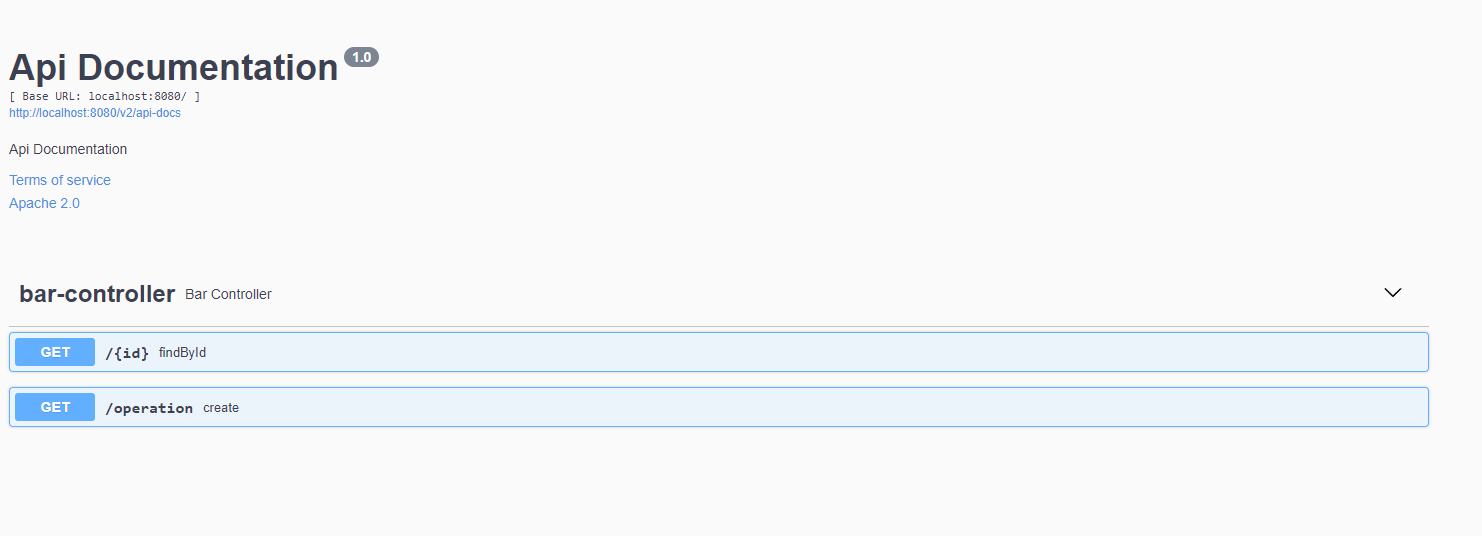 Api Documentation 1.0
[ Base URL: localhost:8080/ ]
http://localhost:8080/v2/api-docs
Api Documentation
Terms of service
Apache 2.0
bar-controller Bar Controller
GET /{id} findById
GET /operation create